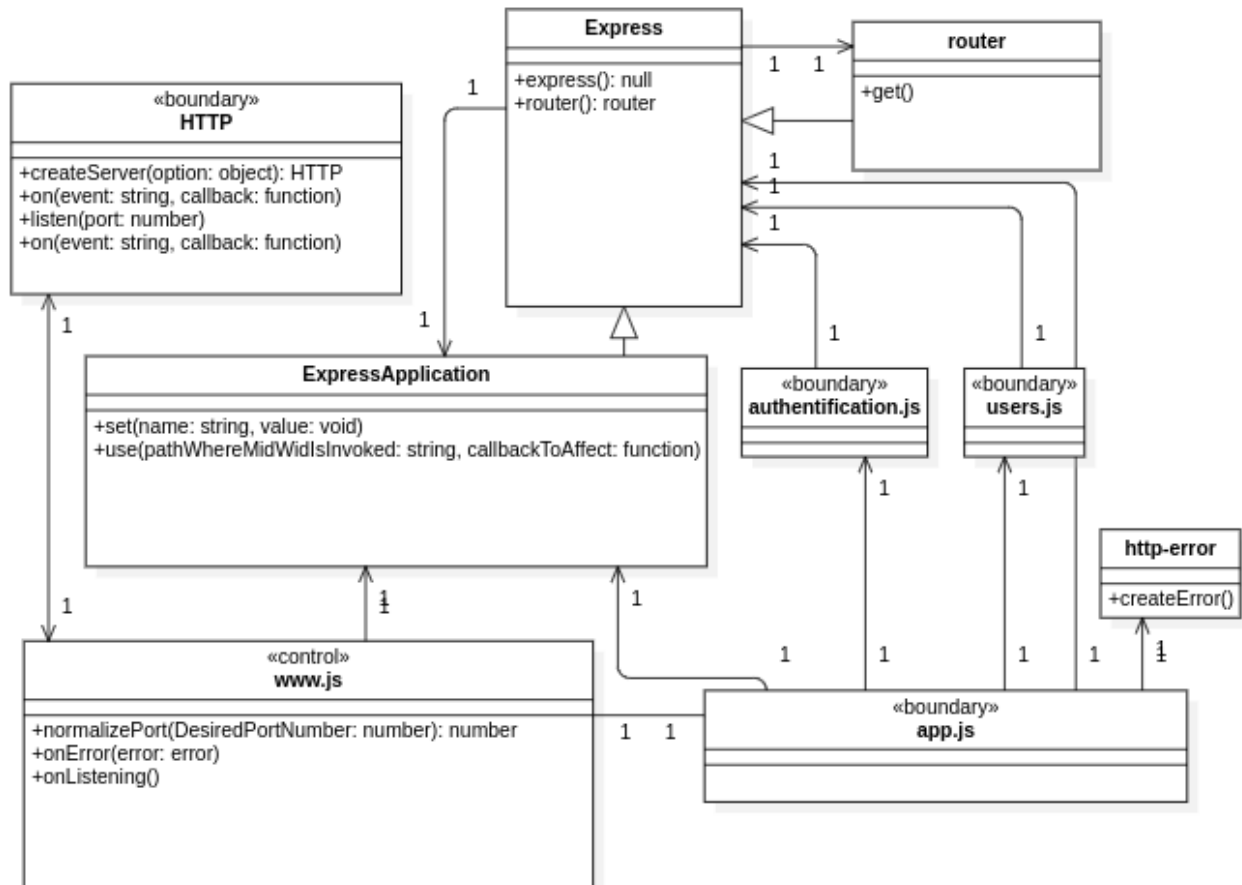 Express
+express(): null
+router(): router
router
+get()
1 1
«boundary»
HTTP
+createServer(option: object): HTTP
+on(event: string, callback: function)
+listen(port: number)
+on(event: string, callback: function)
1
1
1
1
1
1
1
ExpressApplication
+set(name: string, value: void)
+use(pathWhereMidWidIsInvoked: string, callbackToAffect: function)
1
«boundary»
authentification.js
1
«boundary»
users.js
1
1
http-error
+createError()
1
1
1
1
1
1
1
1
1
1
1
«control»
www.js
+normalizePort(DesiredPortNumber: number): number
+onError(error: error)
+onListening()
1 1
«boundary»
app.js